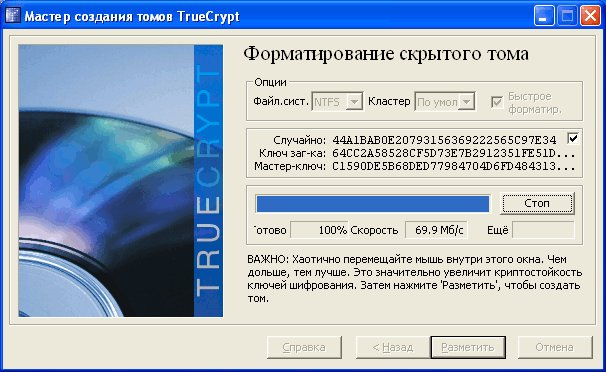 Мастер создания томов TrueCrypt
Форматирование скрытого тома
Опции
Файл.сист. NTFS Кластер По умол Быстрое
форматир.
Случайно: 44A1BAB0E20793156369222565C97E34
Ключ заг-ка: 64CC2A58528CF5D73E7B2912351FE51D...
Мастер-ключ: C1590DE5B68DED77984704D6FD484313...
Стоп
Готово 100% Скорость 69.9 Мб/с Ещё
ВАЖНО: Хаотично перемещайте мышь внутри этого окна. Чем
дольше, тем лучше. Это значительно увеличит криптостойкость
ключей шифрования. Затем нажмите 'Разметить', чтобы создать
том.
TRUECRYPT
Справка < Назад Разметить Отмена